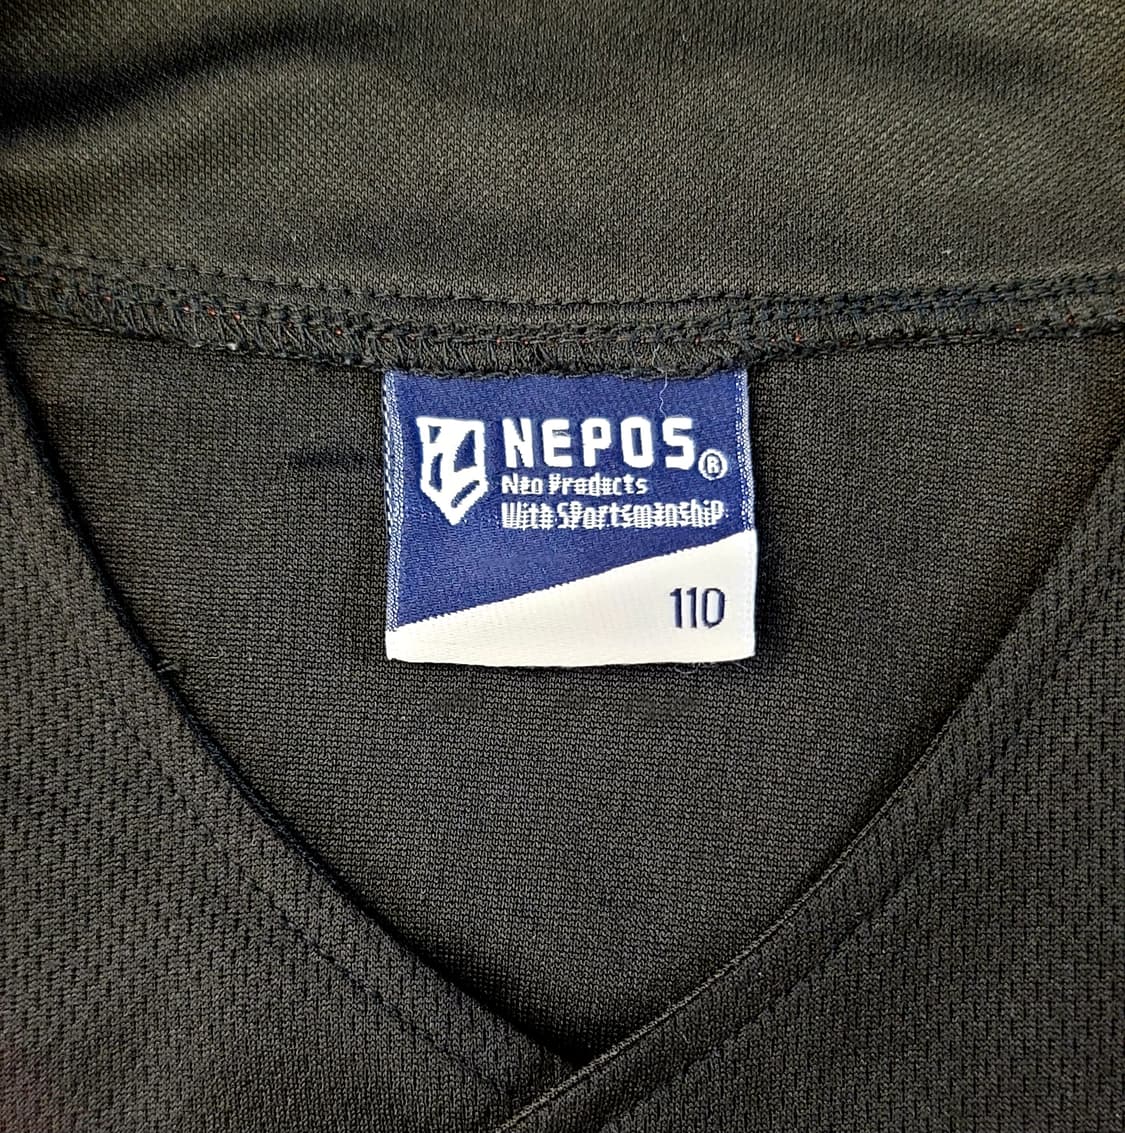 NEPOS®
Neo Products
With Sportsmanship
110